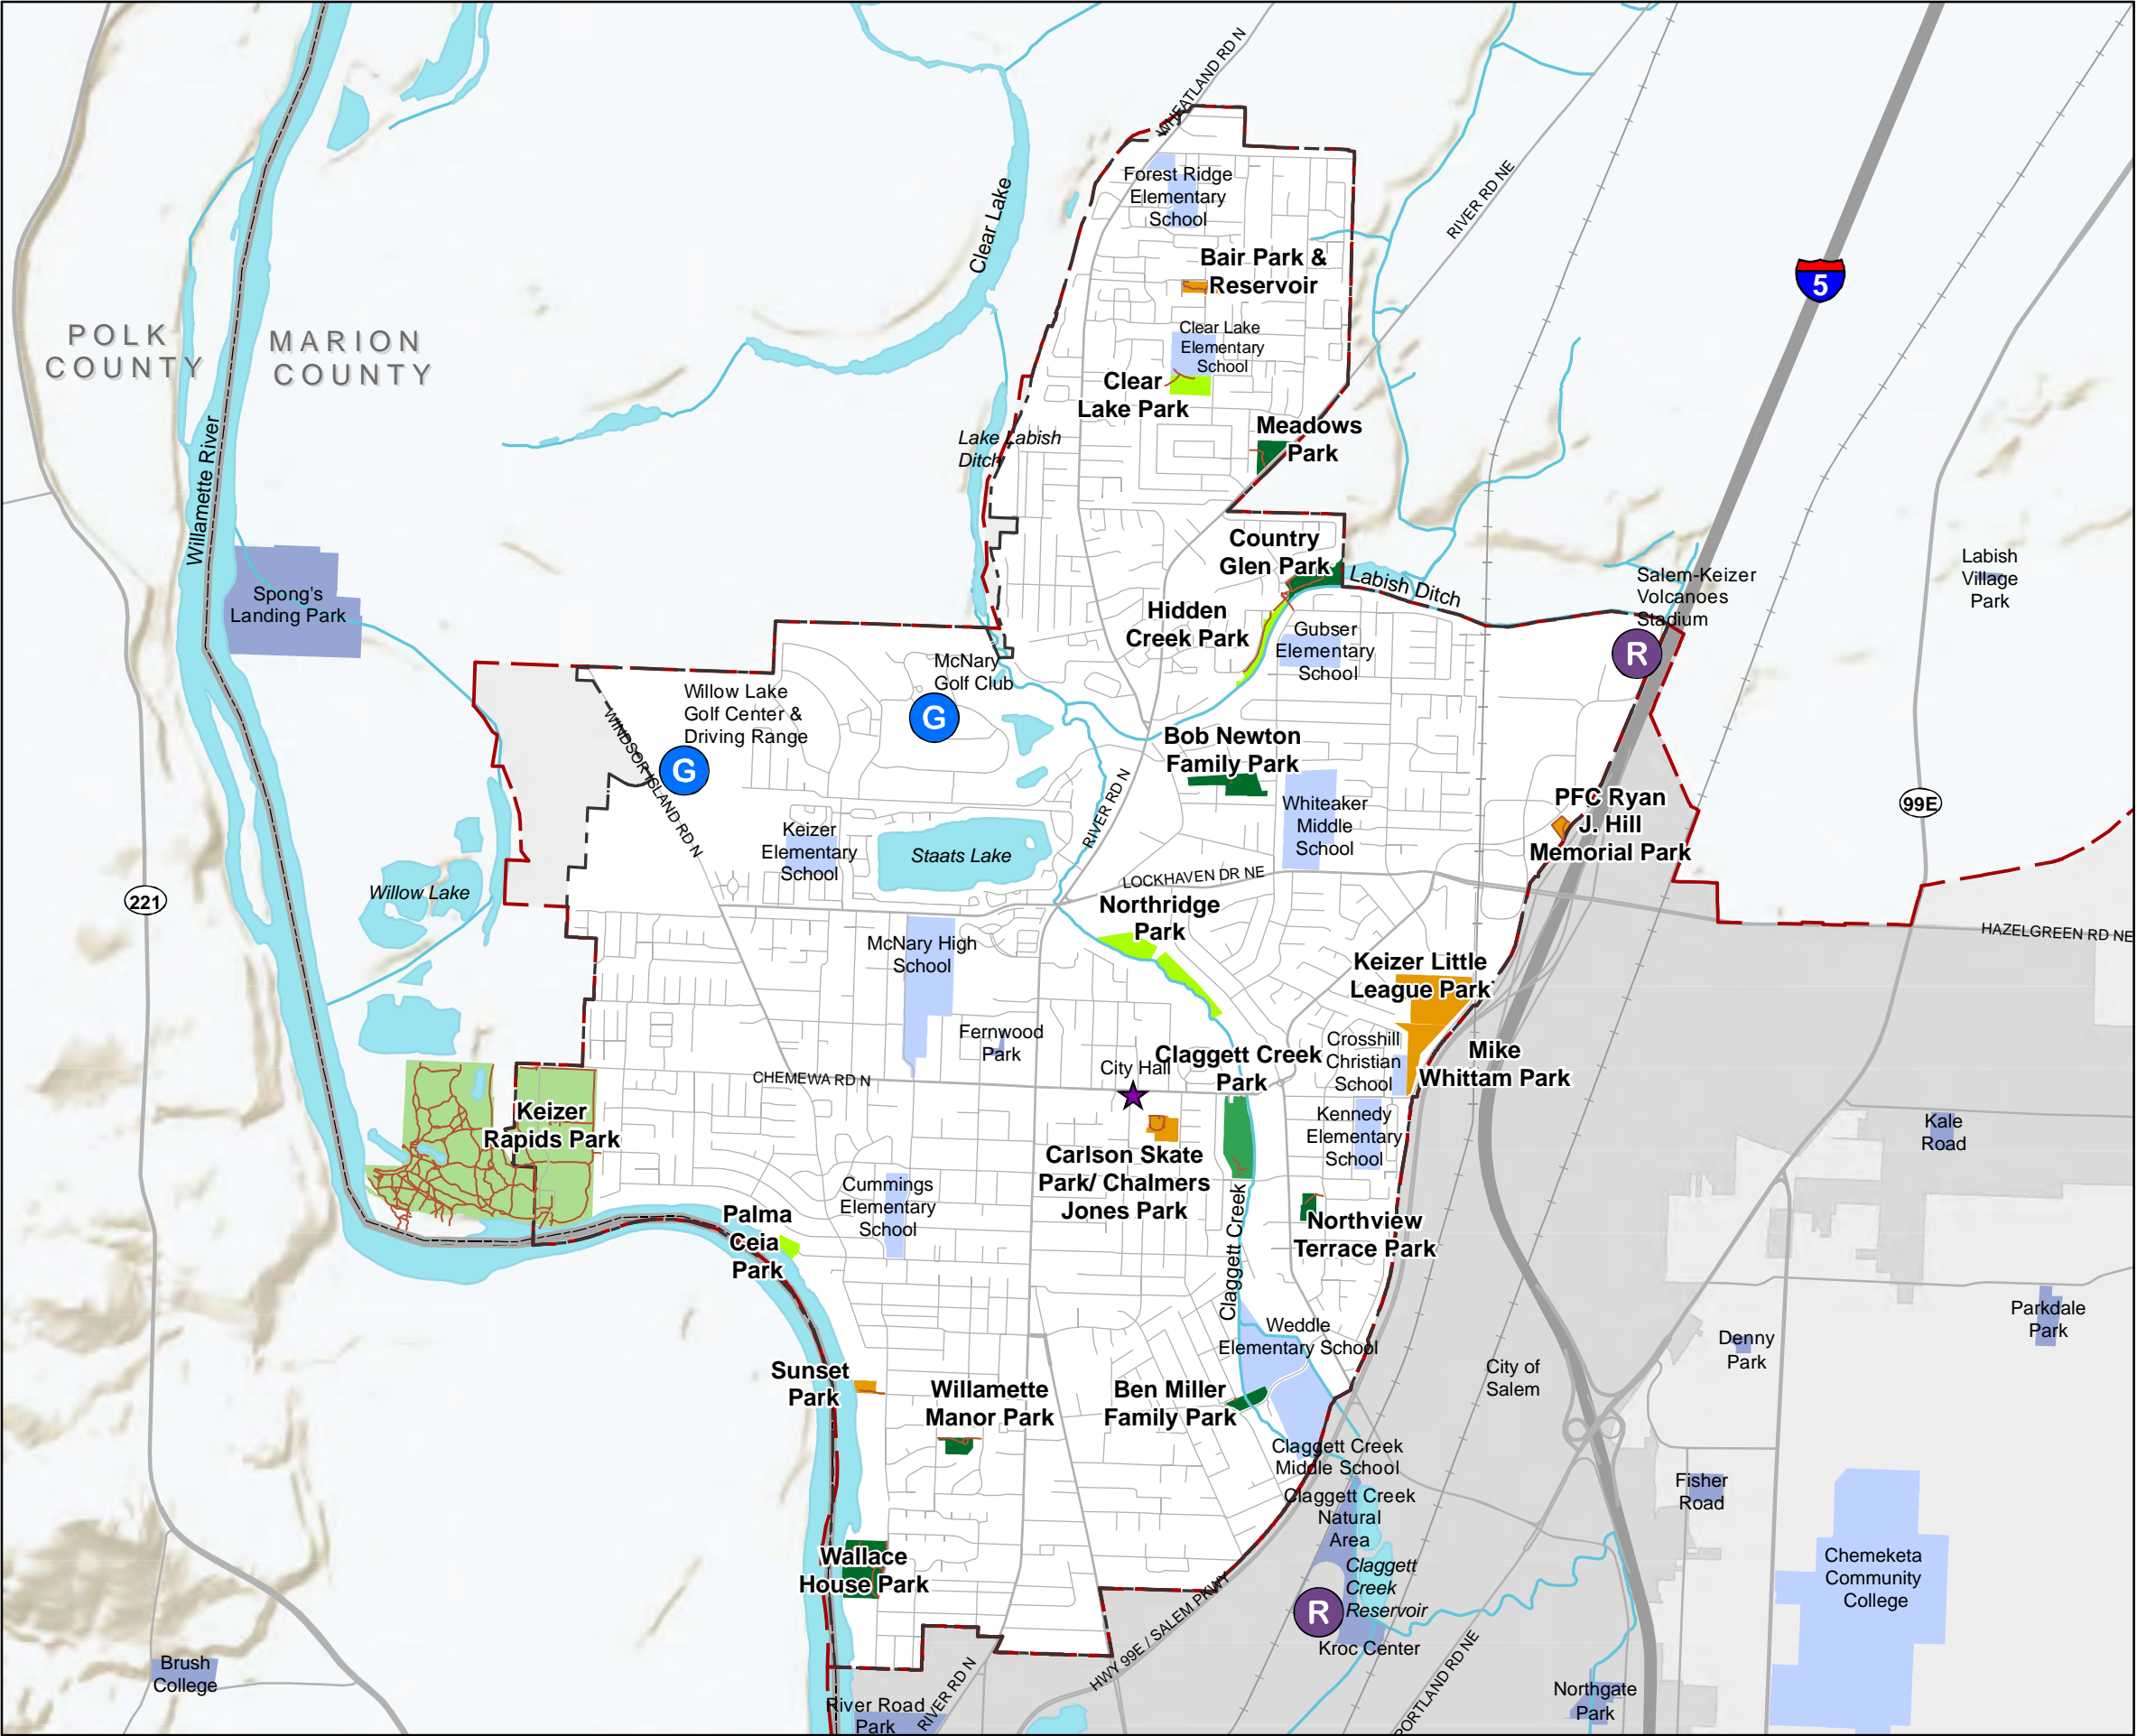 WHEATLAND RD N
Forest Ridge
Elementary
School
Clear Lake
RIVER RD NE
Bair Park &
Reservoir
5
POLK
COUNTY
MARION
COUNTY
Clear Lake
Elementary
School
Clear
Lake Park
Meadows
Park
Lake Labish
Ditch
Willamette River
Country
Glen Park
Labish Ditch
Labish
Village
Park
Salem-Keizer
Volcanoes
Stadium
R
Spong's
Landing Park
Hidden
Creek Park
Gubser
Elementary
School
McNary
Golf Club
G
Willow Lake
Golf Center &
Driving Range
G
WINDSOR ISLAND RD N
Bob Newton
Family Park
RIVER RD N
Whiteaker
Middle
School
PFC Ryan
J. Hill
Memorial Park
99E
Keizer
Elementary
School
Staats Lake
LOCKHAVEN DR NE
Willow Lake
221
Northridge
Park
HAZELGREEN RD NE
McNary High
School
Keizer Little
League Park
Fernwood
Park
Crosshill
Christian
School
Mike
Whittam Park
City Hall
Claggett Creek
Park
CHEMEWA RD N
Keizer
Rapids Park
Kennedy
Elementary
School
Kale
Road
Carlson Skate
Park/ Chalmers
Jones Park
Cummings
Elementary
School
Claggett Creek
Northview
Terrace Park
Palma
Ceia
Park
Weddle
Elementary School
Parkdale
Park
Denny
Park
City of
Salem
Sunset
Park
Willamette
Manor Park
Ben Miller
Family Park
Claggett Creek
Middle School
Claggett Creek
Natural
Area
Fisher
Road
Wallace
House Park
Claggett
Creek
Reservoir
R
Kroc Center
Chemeketa
Community
College
HWY 99E / SALEM PKWY
PORTLAND RD NE
Brush
College
River Road
Park
RIVER RD N
Northgate
Park